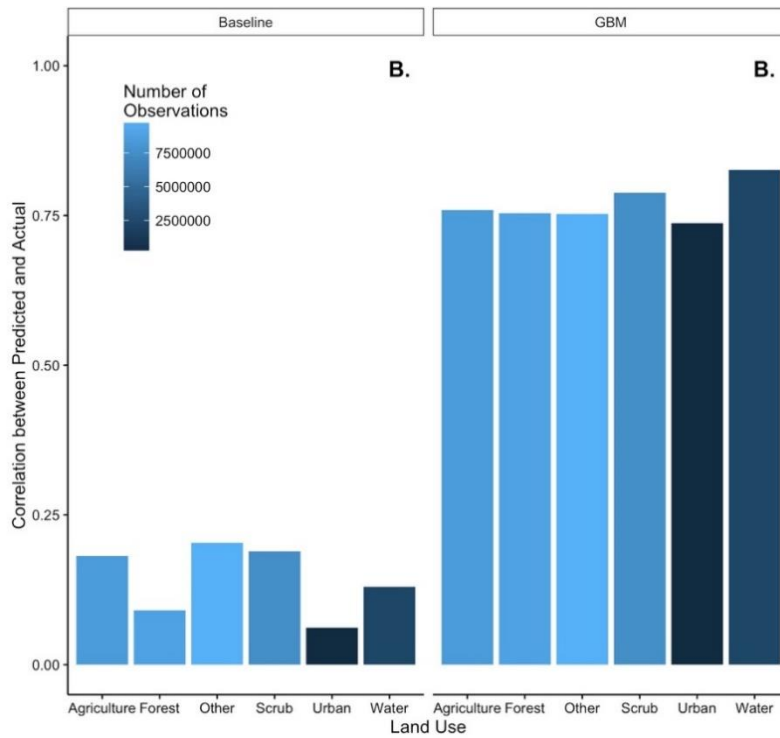 Baseline
GBM
B.
B.
Number of
Observations
7500000
5000000
2500000
Correlation between Predicted and Actual
1.00
0.75
0.50
0.25
0.00
Agriculture Forest Other Scrub Urban Water
Agriculture Forest Other Scrub Urban Water
Land Use